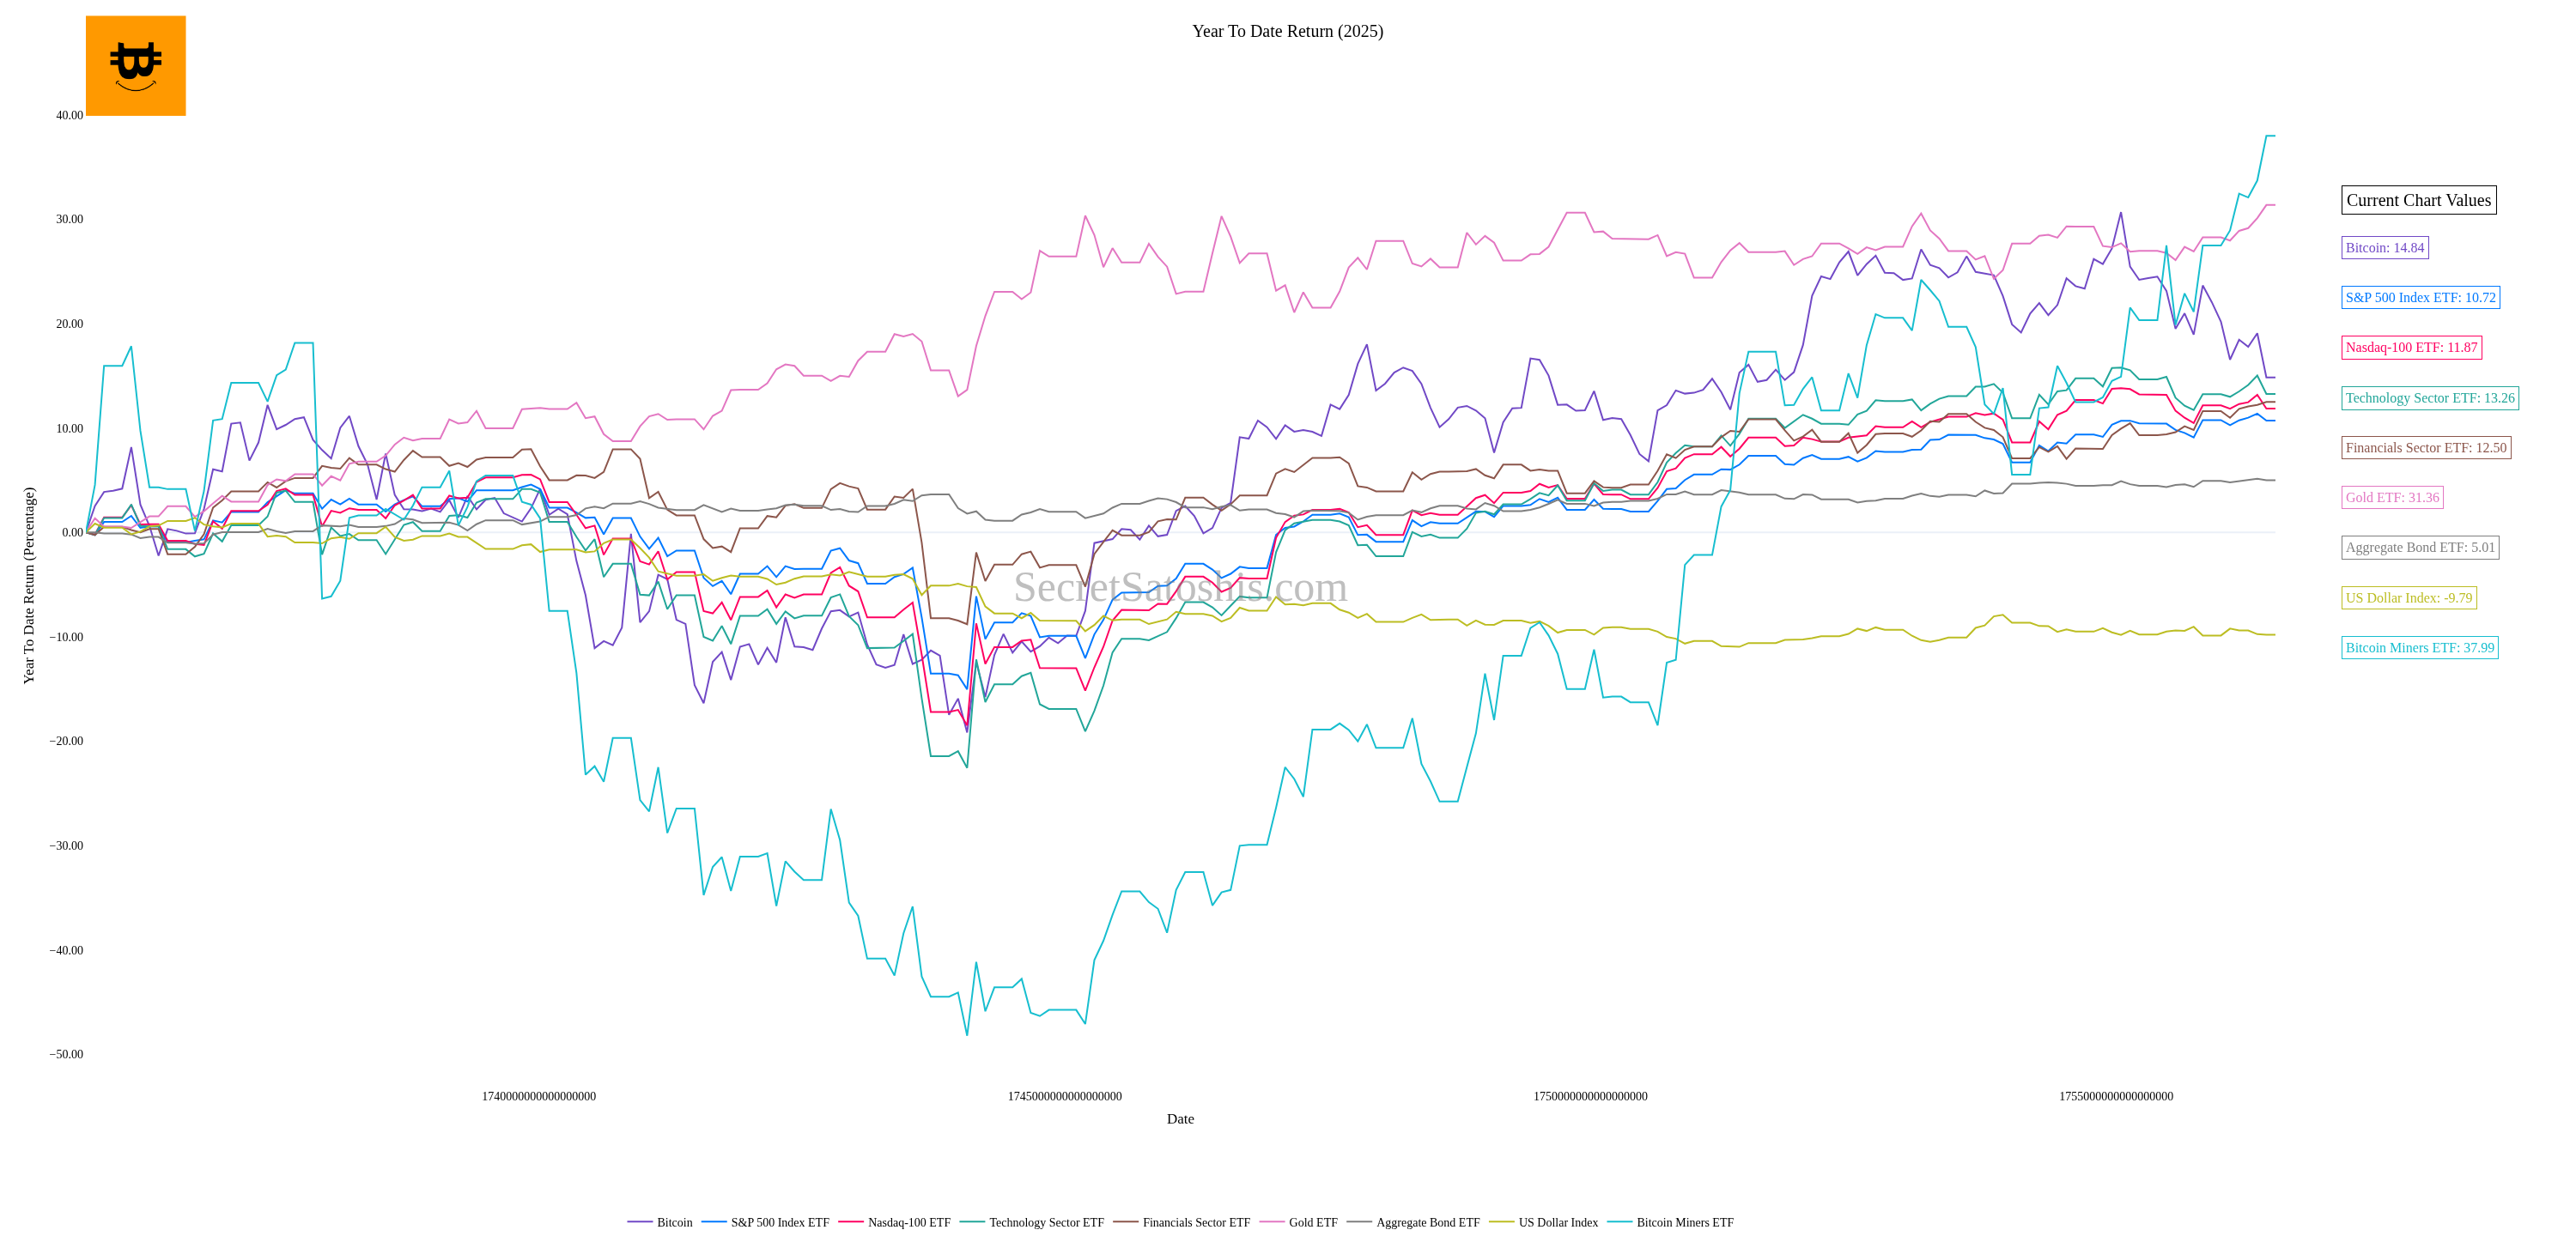 Year To Date Return (2025)
40.00
30.00
20.00
10.00
0.00
−10.00
−20.00
−30.00
−40.00
−50.00
Year To Date Return (Percentage)
SecretSatoshis.com
1740000000000000000
1745000000000000000
1750000000000000000
1755000000000000000
Date
Current Chart Values
Bitcoin: 14.84
S&P 500 Index ETF: 10.72
Nasdaq-100 ETF: 11.87
Technology Sector ETF: 13.26
Financials Sector ETF: 12.50
Gold ETF: 31.36
Aggregate Bond ETF: 5.01
US Dollar Index: -9.79
Bitcoin Miners ETF: 37.99
Bitcoin S&P 500 Index ETF Nasdaq-100 ETF Technology Sector ETF Financials Sector ETF Gold ETF Aggregate Bond ETF US Dollar Index Bitcoin Miners ETF